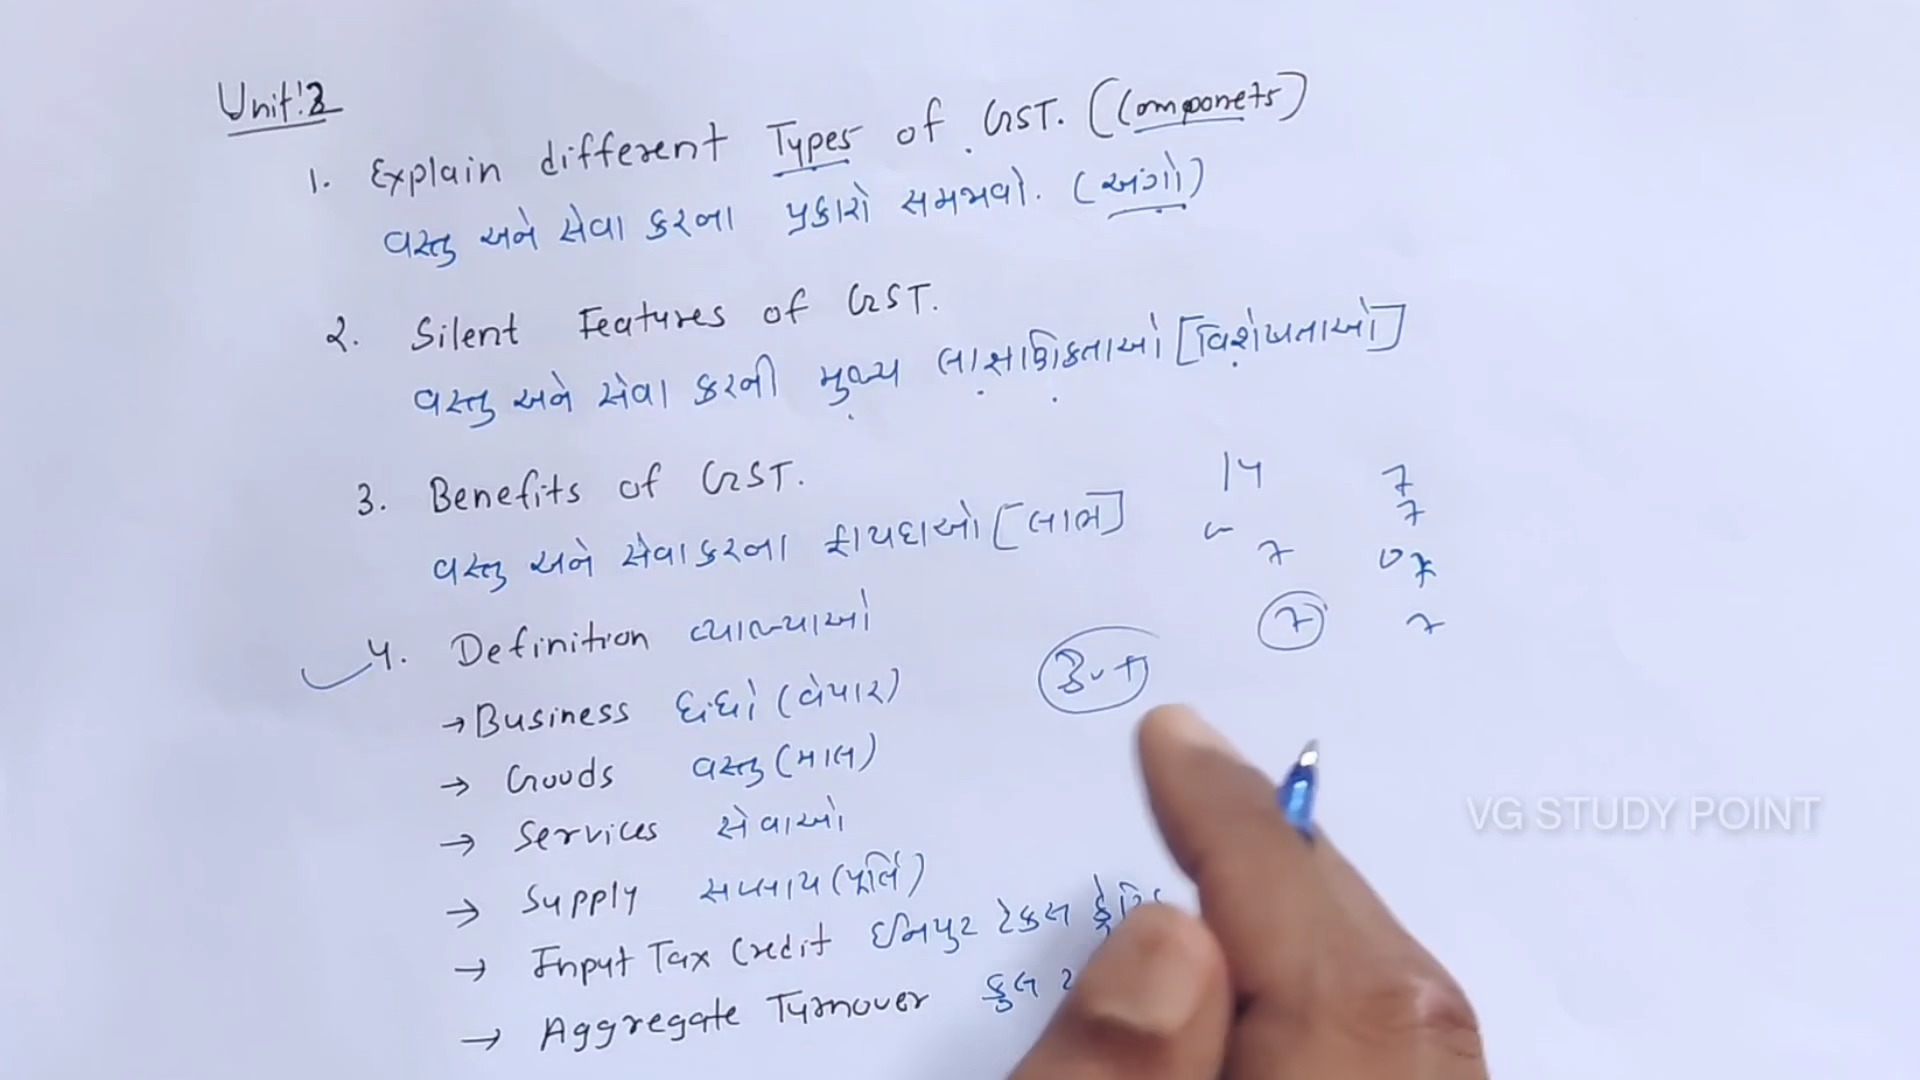 Unit:2
1. Explain different Types of GST. (Componets)
વસ્તુ અને સેવા કરના પ્રકારો સમજાવો. (અંગો)
2. Silent Features of GST.
વસ્તુ અને સેવા કરની મુખ્ય લાક્ષણિકતાઓ [વિશેષતાઓ]
3. Benefits of GST.
વસ્તુ અને સેવા કરના ફાયદાઓ [લાભ]
14 7
7
7
7 7
4. Definition વ્યાખ્યાઓ
→ Business ધંધો (વેપાર)
→ Goods વસ્તુ (માલ)
→ Services સેવાઓ
→ Supply સપ્લાય (પૂર્તિ)
→ Input Tax Credit ઈનપુટ ટેક્સ
→ Aggregate Turnover કુલ
VG STUDY POINT